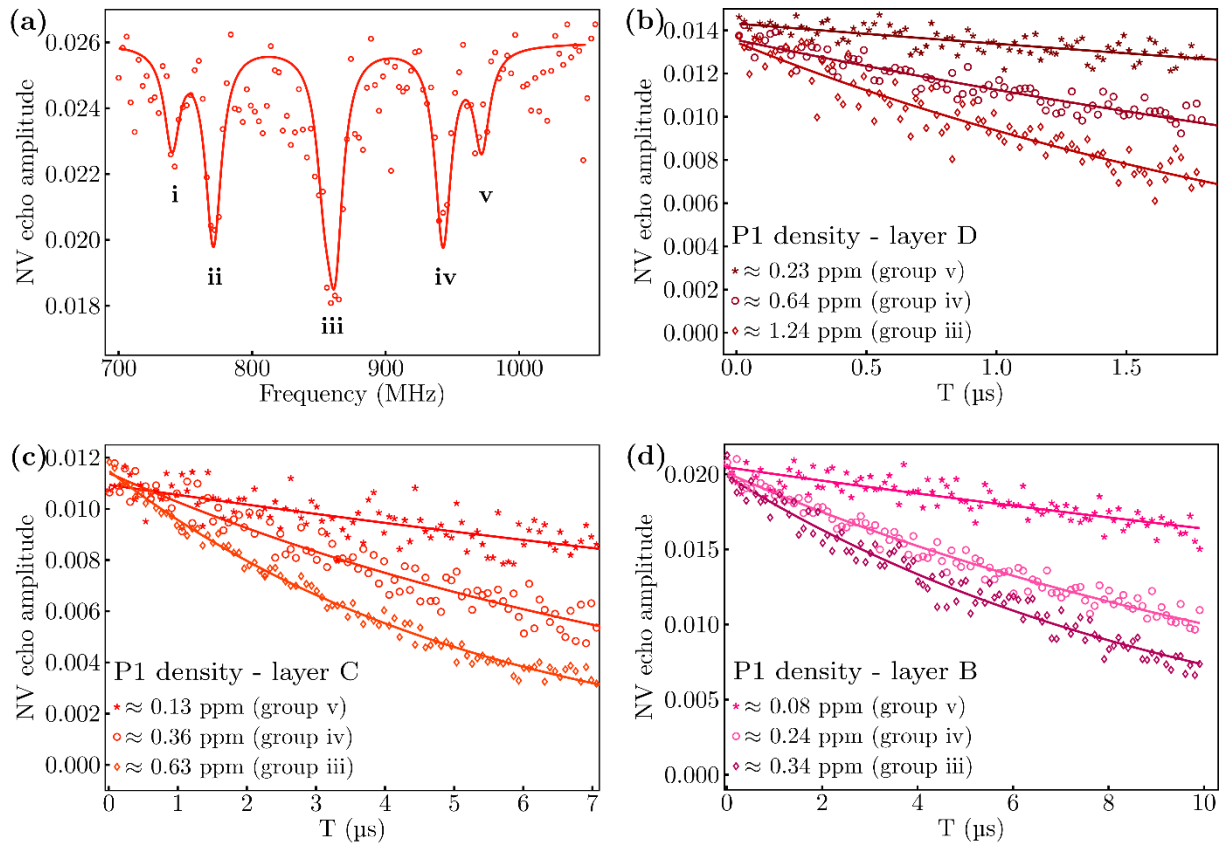 (a)
NV echo amplitude
0.026
0.024
0.022
0.020
0.018
i
ii
iii
iv
v
700
800
900
1000
Frequency (MHz)
(b)
NV echo amplitude
0.014
0.012
0.010
0.008
0.006
0.004
0.002
0.000
P1 density - layer D
≈ 0.23 ppm (group v)
≈ 0.64 ppm (group iv)
≈ 1.24 ppm (group iii)
0.0
0.5
1.0
1.5
T (µs)
(c)
NV echo amplitude
0.012
0.010
0.008
0.006
0.004
0.002
0.000
P1 density - layer C
≈ 0.13 ppm (group v)
≈ 0.36 ppm (group iv)
≈ 0.63 ppm (group iii)
0
1
2
3
4
5
6
7
T (µs)
(d)
NV echo amplitude
0.020
0.015
0.010
0.005
0.000
P1 density - layer B
≈ 0.08 ppm (group v)
≈ 0.24 ppm (group iv)
≈ 0.34 ppm (group iii)
0
2
4
6
8
10
T (µs)